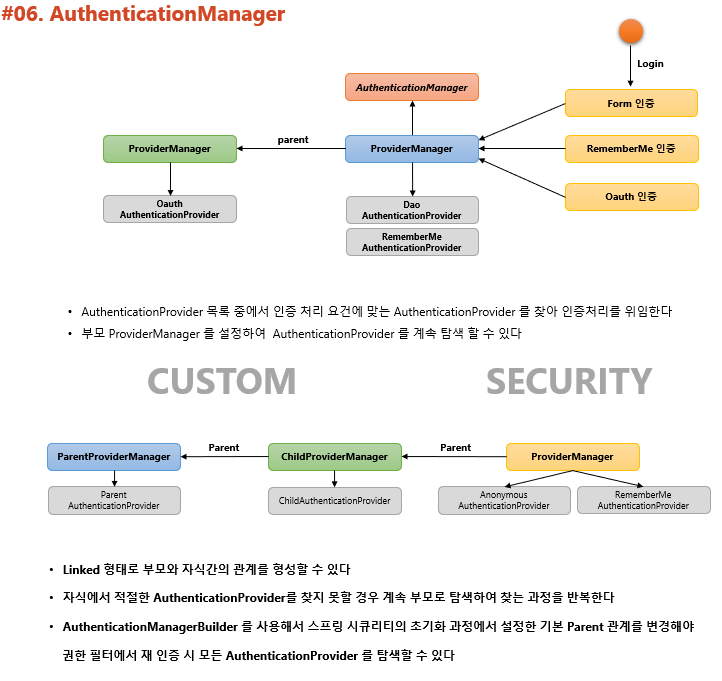 #06. AuthenticationManager
Login
AuthenticationManager
Form 인증
parent
ProviderManager
ProviderManager
RememberMe 인증
Oauth
AuthenticationProvider
Dao
AuthenticationProvider
Oauth 인증
RememberMe
AuthenticationProvider
• AuthenticationProvider 목록 중에서 인증 처리 요건에 맞는 AuthenticationProvider 를 찾아 인증처리를 위임한다
• 부모 ProviderManager 를 설정하여 AuthenticationProvider 를 계속 탐색 할 수 있다
CUSTOM
SECURITY
ParentProviderManager
Parent
ChildProviderManager
Parent
ProviderManager
Parent
AuthenticationProvider
ChildAuthenticationProvider
Anonymous
AuthenticationProvider
RememberMe
AuthenticationProvider
• Linked 형태로 부모와 자식간의 관계를 형성할 수 있다
• 자식에서 적절한 AuthenticationProvider를 찾지 못할 경우 계속 부모로 탐색하여 찾는 과정을 반복한다
• AuthenticationManagerBuilder 를 사용해서 스프링 시큐리티의 초기화 과정에서 설정한 기본 Parent 관계를 변경해야
권한 필터에서 재 인증 시 모든 AuthenticationProvider 를 탐색할 수 있다